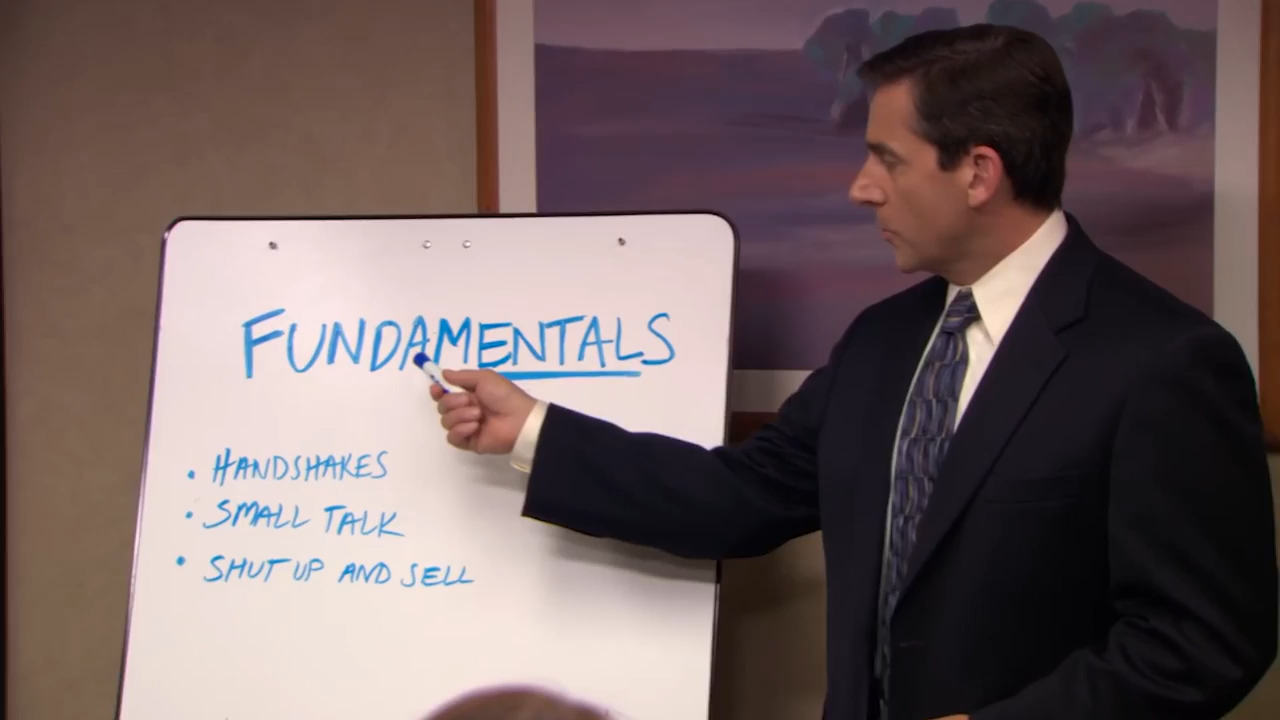 FUNDAMENTALS
• HANDSHAKES
• SMALL TALK
• SHUT UP AND SELL